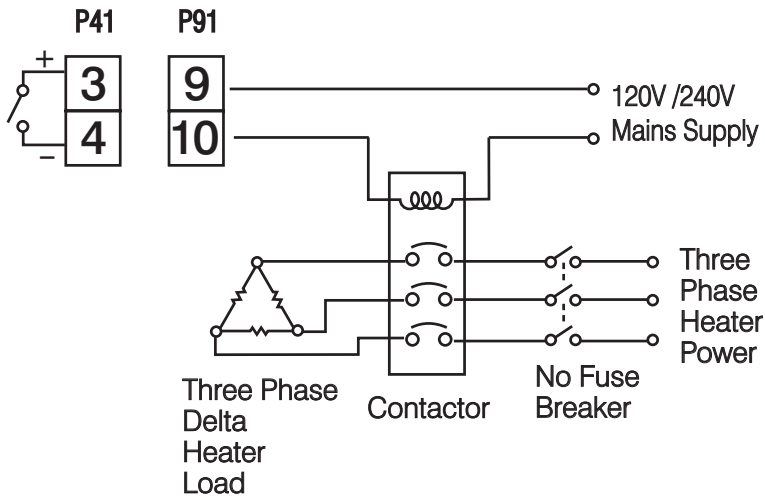 P41 P91
+
3 9
4 10
−
120V /240V
Mains Supply
Three
Phase
Heater
Power
No Fuse
Breaker
Contactor
Three Phase
Delta
Heater
Load